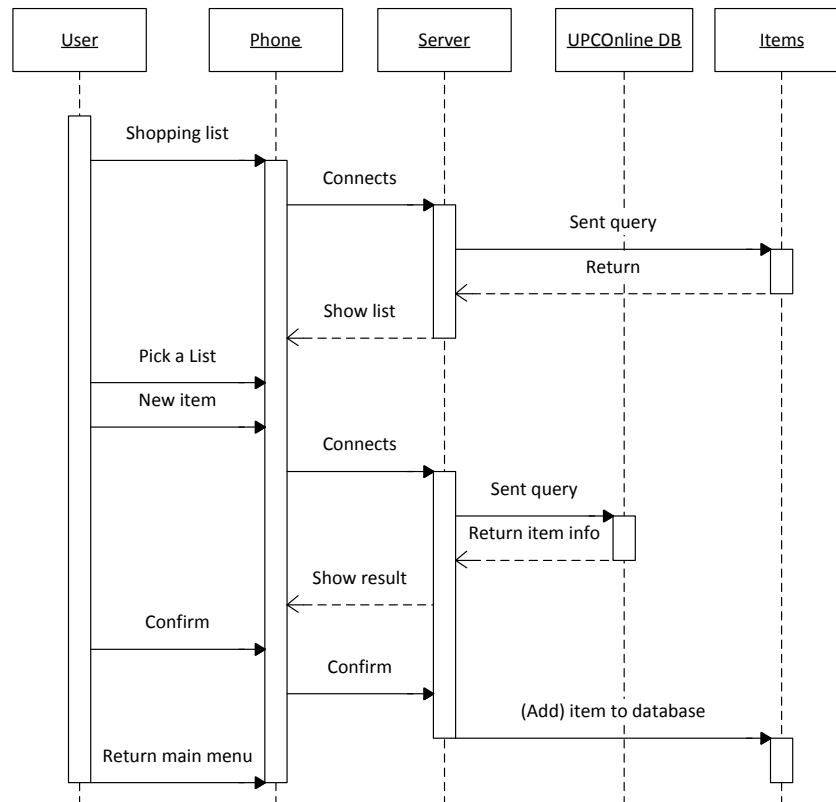 User
Phone
Server
UPCOnline DB
Items
Shopping list
Connects
Sent query
Return
Show list
Pick a List
New item
Connects
Sent query
Return item info
Show result
Confirm
Confirm
(Add) item to database
Return main menu